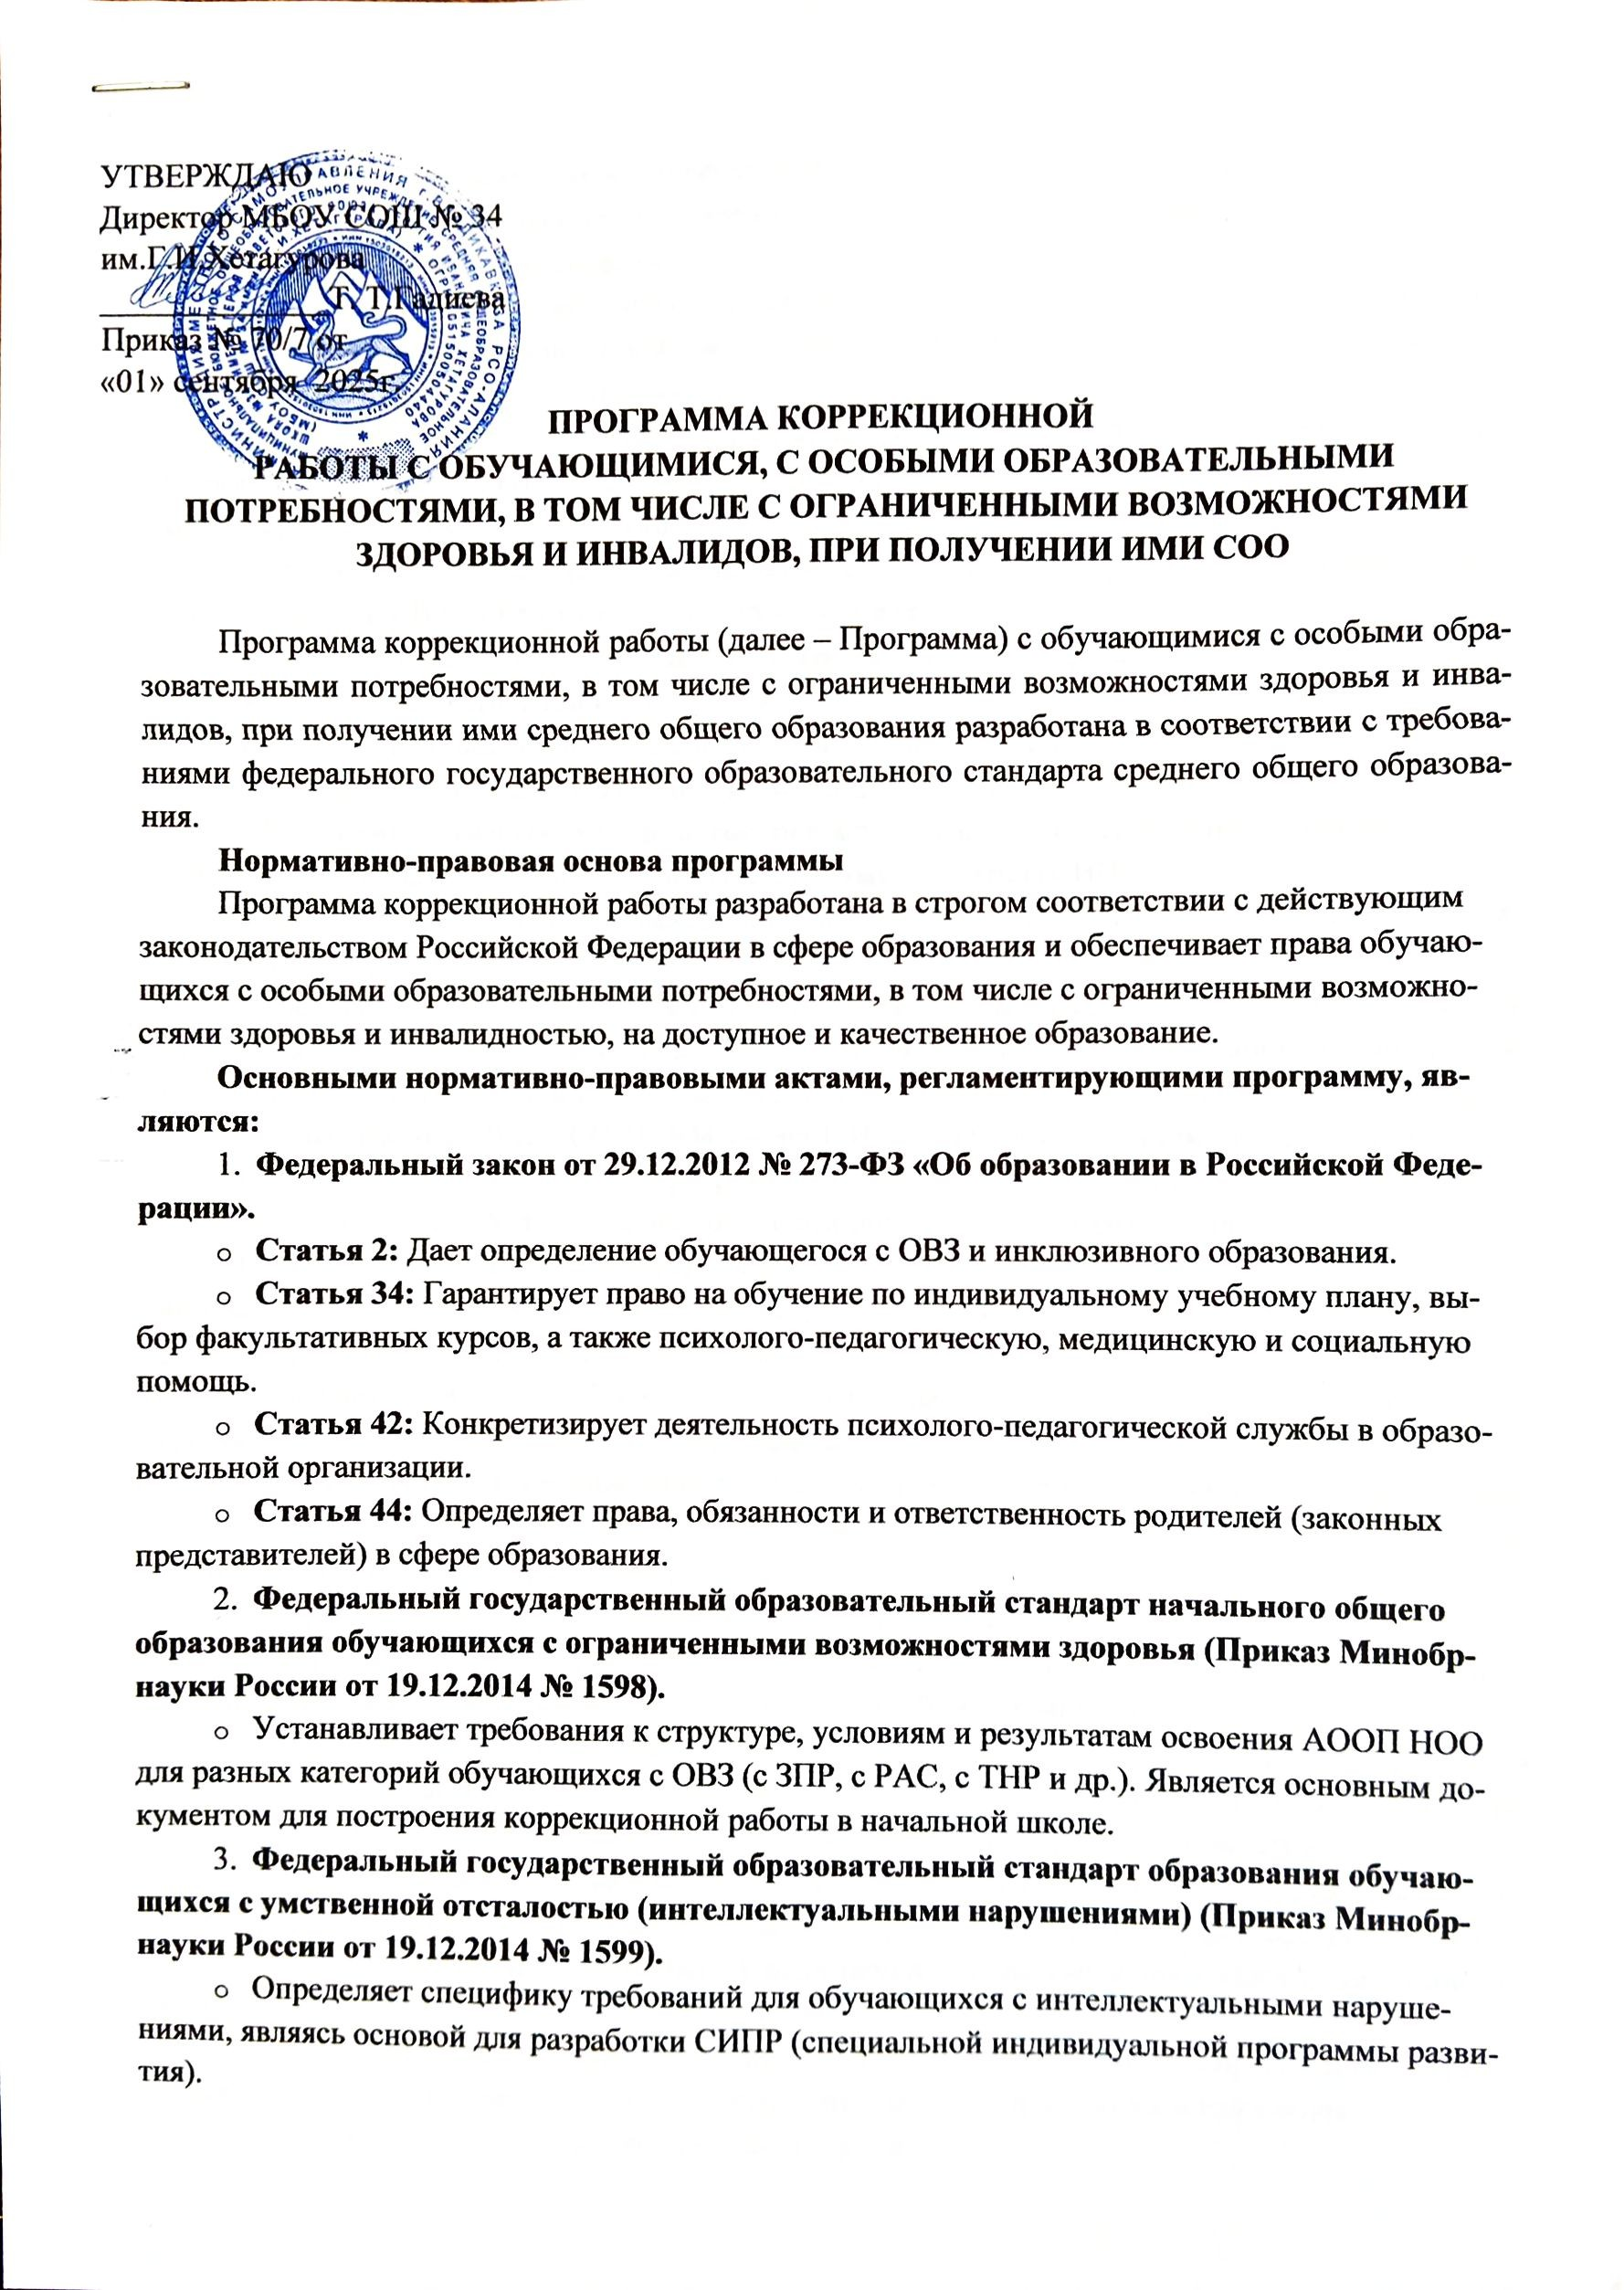 УТВЕРЖДАЮ
Директор МБОУ СОШ № 34
им.Г.И.Хетагурова
Т.Гадиева
Приказ № 70/7 от
«01» сентября 2025г.
ПРОГРАММА КОРРЕКЦИОННОЙ
РАБОТЫ С ОБУЧАЮЩИМИСЯ, С ОСОБЫМИ ОБРАЗОВАТЕЛЬНЫМИ
ПОТРЕБНОСТЯМИ, В ТОМ ЧИСЛЕ С ОГРАНИЧЕННЫМИ ВОЗМОЖНОСТЯМИ
ЗДОРОВЬЯ И ИНВАЛИДОВ, ПРИ ПОЛУЧЕНИИ ИМИ СОО
Программа коррекционной работы (далее – Программа) с обучающимися с особыми обра-
зовательными потребностями, в том числе с ограниченными возможностями здоровья и инва-
лидов, при получении ими среднего общего образования разработана в соответствии с требова-
ниями федерального государственного образовательного стандарта среднего общего образова-
ния.
Нормативно-правовая основа программы
Программа коррекционной работы разработана в строгом соответствии с действующим
законодательством Российской Федерации в сфере образования и обеспечивает права обучаю-
щихся с особыми образовательными потребностями, в том числе с ограниченными возможно-
стями здоровья и инвалидностью, на доступное и качественное образование.
Основными нормативно-правовыми актами, регламентирующими программу, яв-
ляются:
1. Федеральный закон от 29.12.2012 № 273-ФЗ «Об образовании в Российской Феде-
рации».
o Статья 2: Дает определение обучающегося с ОВЗ и инклюзивного образования.
o Статья 34: Гарантирует право на обучение по индивидуальному учебному плану, вы-
бор факультативных курсов, а также психолого-педагогическую, медицинскую и социальную
помощь.
o Статья 42: Конкретизирует деятельность психолого-педагогической службы в образо-
вательной организации.
o Статья 44: Определяет права, обязанности и ответственность родителей (законных
представителей) в сфере образования.
2. Федеральный государственный образовательный стандарт начального общего
образования обучающихся с ограниченными возможностями здоровья (Приказ Минобр-
науки России от 19.12.2014 № 1598).
o Устанавливает требования к структуре, условиям и результатам освоения АООП НОО
для разных категорий обучающихся с ОВЗ (с ЗПР, с РАС, с ТНР и др.). Является основным до-
кументом для построения коррекционной работы в начальной школе.
3. Федеральный государственный образовательный стандарт образования обучаю-
щихся с умственной отсталостью (интеллектуальными нарушениями) (Приказ Минобр-
науки России от 19.12.2014 № 1599).
o Определяет специфику требований для обучающихся с интеллектуальными наруше-
ниями, являясь основой для разработки СИПР (специальной индивидуальной программы разви-
тия).